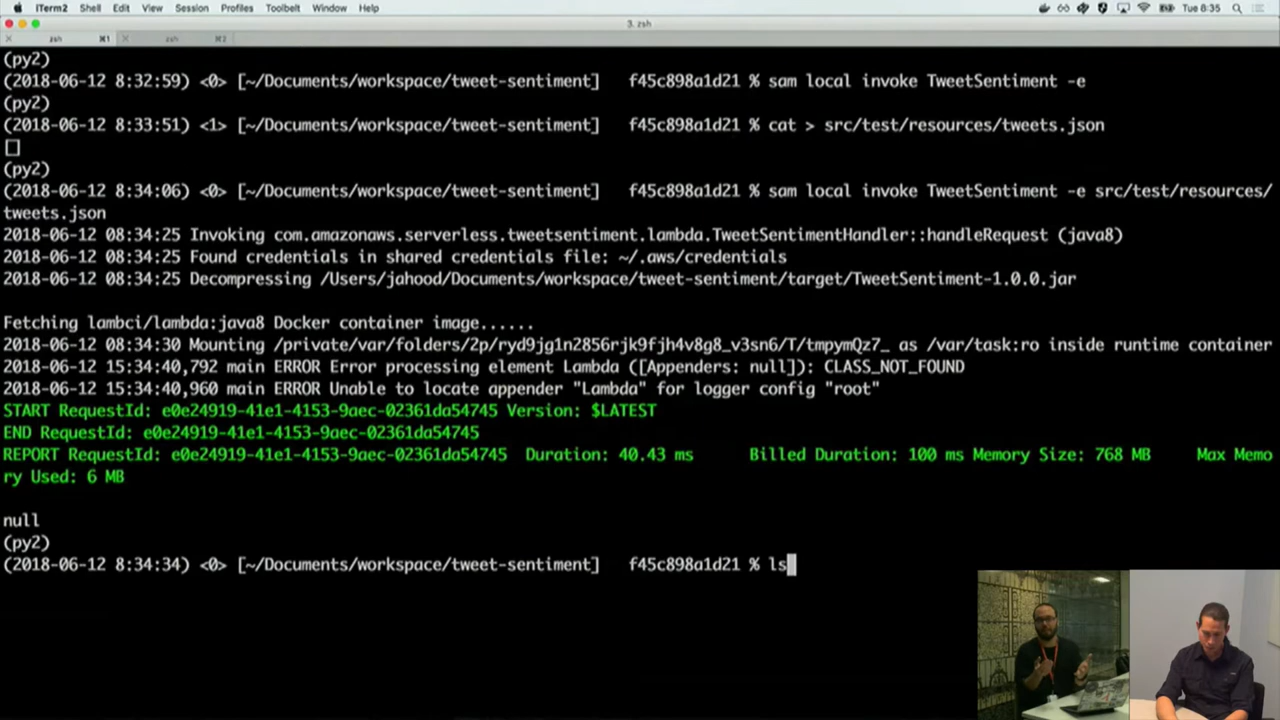 iTerm2 Shell Edit View Session Profiles Toolbelt Window Help Tue 8:35
3. zsh
zsh ⌘1 zsh ⌘2
(py2)
(2018-06-12 8:32:59) <0> [~/Documents/workspace/tweet-sentiment] f45c898a1d21 % sam local invoke TweetSentiment -e
(py2)
(2018-06-12 8:33:51) <1> [~/Documents/workspace/tweet-sentiment] f45c898a1d21 % cat > src/test/resources/tweets.json
[]
(py2)
(2018-06-12 8:34:06) <0> [~/Documents/workspace/tweet-sentiment] f45c898a1d21 % sam local invoke TweetSentiment -e src/test/resources/
tweets.json
2018-06-12 08:34:25 Invoking com.amazonaws.serverless.tweetsentiment.lambda.TweetSentimentHandler::handleRequest (java8)
2018-06-12 08:34:25 Found credentials in shared credentials file: ~/.aws/credentials
2018-06-12 08:34:25 Decompressing /Users/jahood/Documents/workspace/tweet-sentiment/target/TweetSentiment-1.0.0.jar
Fetching lambci/lambda:java8 Docker container image......
2018-06-12 08:34:30 Mounting /private/var/folders/2p/ryd9jg1n2856rjk9fjh4v8g8_v3sn6/T/tmpymQz7_ as /var/task:ro inside runtime container
2018-06-12 15:34:40,792 main ERROR Error processing element Lambda ([Appenders: null]): CLASS_NOT_FOUND
2018-06-12 15:34:40,960 main ERROR Unable to locate appender "Lambda" for logger config "root"
START RequestId: e0e24919-41e1-4153-9aec-02361da54745 Version: $LATEST
END RequestId: e0e24919-41e1-4153-9aec-02361da54745
REPORT RequestId: e0e24919-41e1-4153-9aec-02361da54745 Duration: 40.43 ms Billed Duration: 100 ms Memory Size: 768 MB Max Memo
ry Used: 6 MB
null
(py2)
(2018-06-12 8:34:34) <0> [~/Documents/workspace/tweet-sentiment] f45c898a1d21 % ls